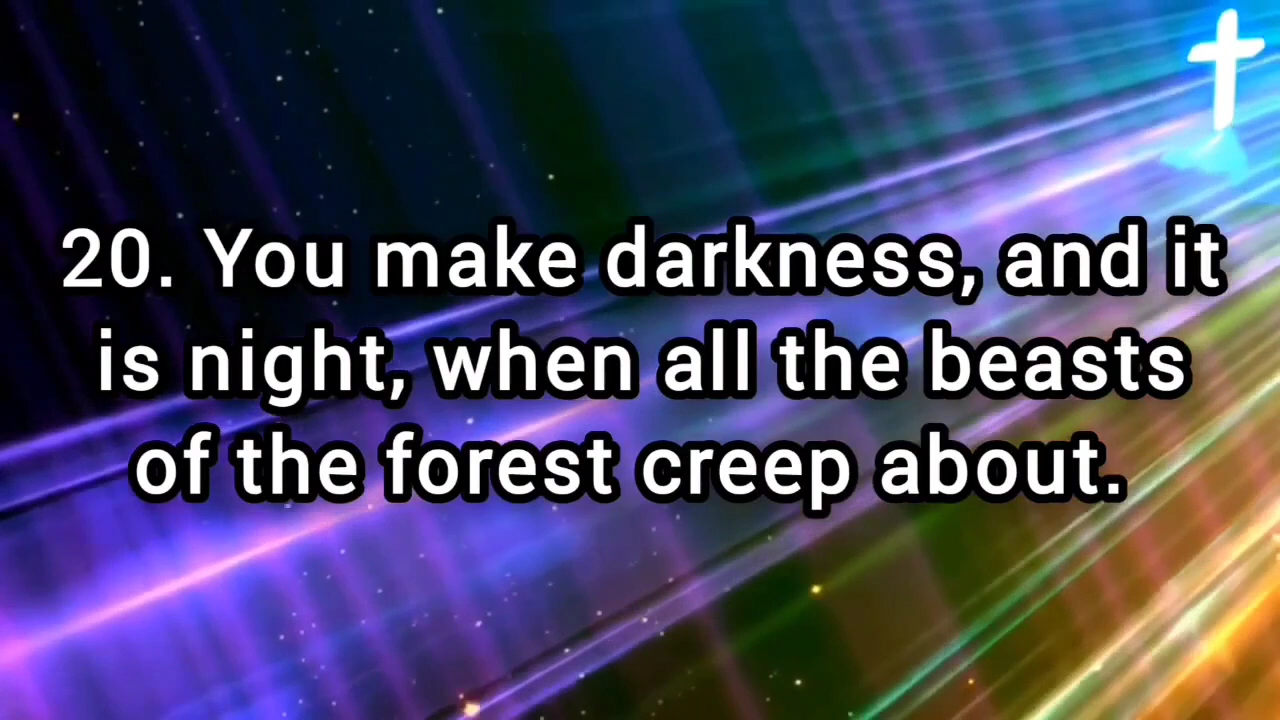 20. You make darkness, and it
is night, when all the beasts
of the forest creep about.